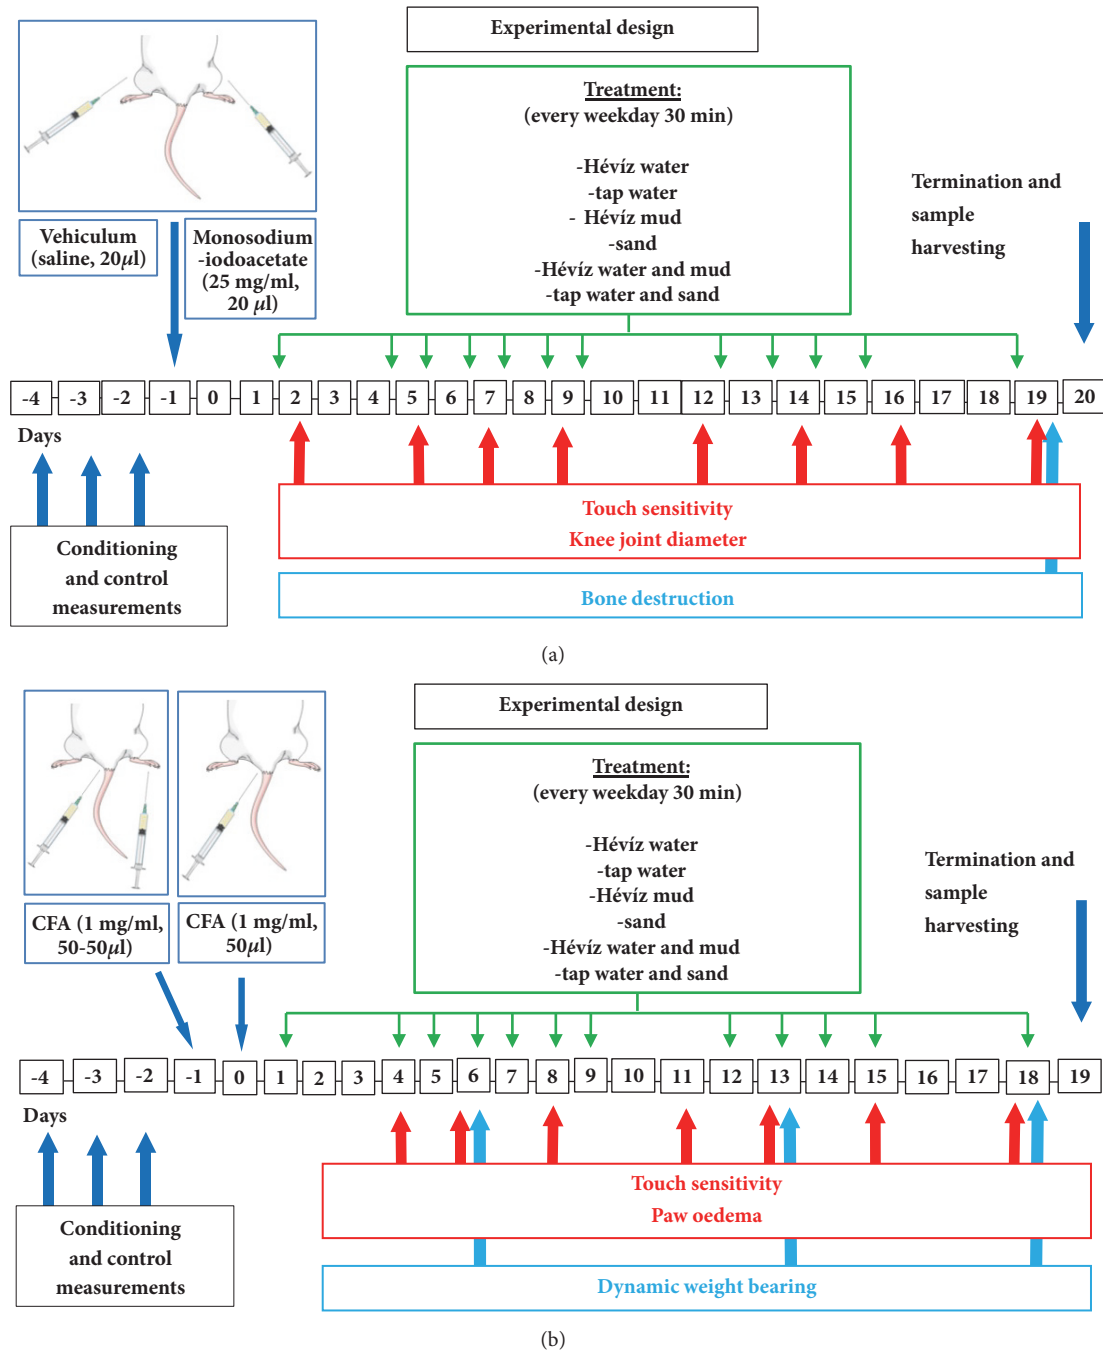 Experimental design
Treatment:
(every weekday 30 min)
-Hévíz water
-tap water
- Hévíz mud
-sand
-Hévíz water and mud
-tap water and sand
Termination and
sample
harvesting
Vehiculum
(saline, 20μl)
Monosodium
-iodoacetate
(25 mg/ml,
20 μl)
-4 -3 -2 -1 0 1 2 3 4 5 6 7 8 9 10 11 12 13 14 15 16 17 18 19 20
Days
Conditioning
and control
measurements
Touch sensitivity
Knee joint diameter
Bone destruction
(a)
Experimental design
Treatment:
(every weekday 30 min)
-Hévíz water
-tap water
-Hévíz mud
-sand
-Hévíz water and mud
-tap water and sand
Termination and
sample
harvesting
CFA (1 mg/ml,
50-50μl)
CFA (1 mg/ml,
50μl)
-4 -3 -2 -1 0 1 2 3 4 5 6 7 8 9 10 11 12 13 14 15 16 17 18 19
Days
Conditioning
and control
measurements
Touch sensitivity
Paw oedema
Dynamic weight bearing
(b)